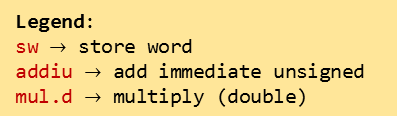 Legend:
sw → store word
addiu → add immediate unsigned
mul.d → multiply (double)